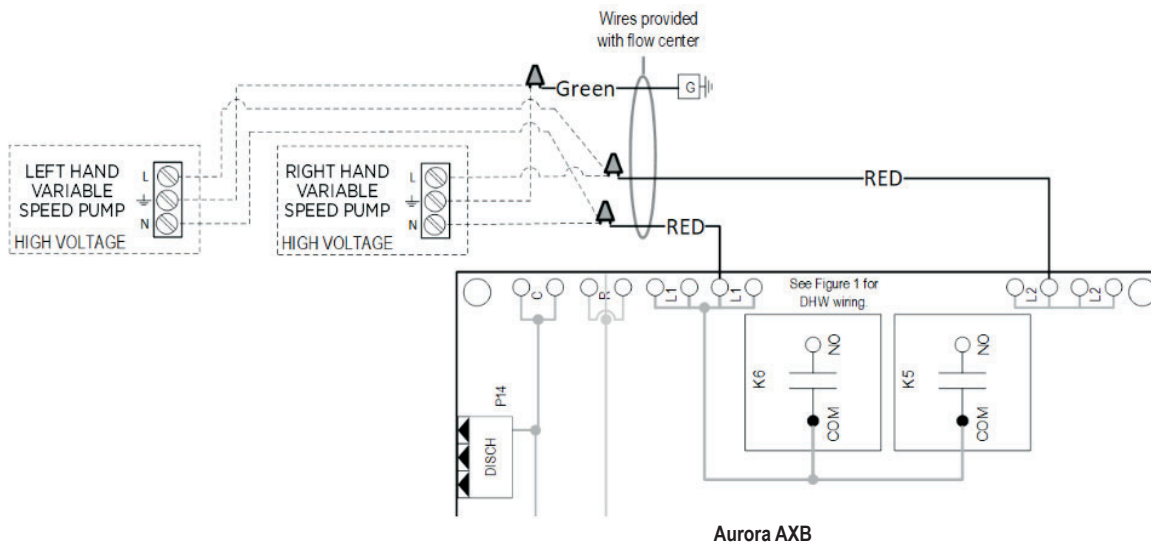 Wires provided
with flow center
Green
G
LEFT HAND
VARIABLE
SPEED PUMP
HIGH VOLTAGE
L
N
RIGHT HAND
VARIABLE
SPEED PUMP
HIGH VOLTAGE
L
N
RED
RED
C
R
L1
L1
See Figure 1 for
DHW wiring.
L2
L2
K6
NO
COM
K5
NO
COM
P14
DISCH
Aurora AXB